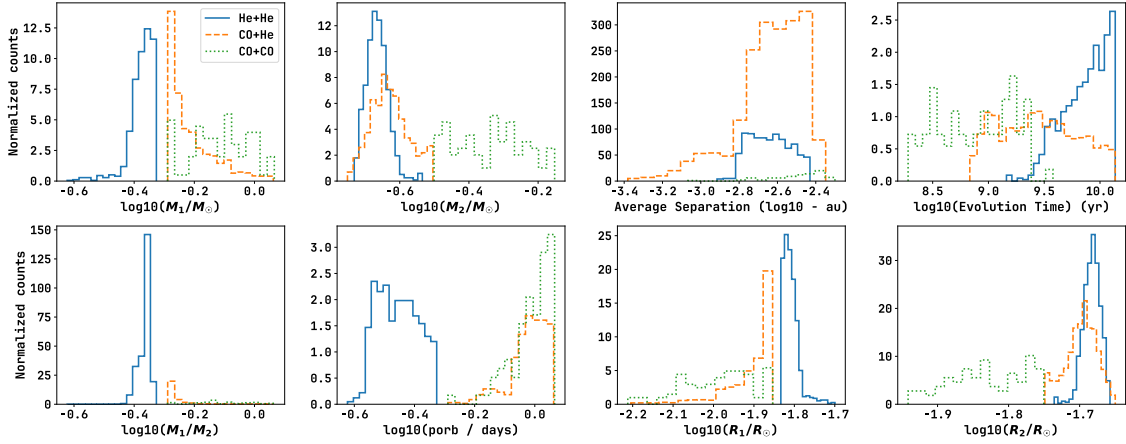 Normalized counts
12.5
10.0
7.5
5.0
2.5
0.0
-0.6 -0.4 -0.2 0.0
log10(M₁/M☉)
He+He
CO+He
CO+CO
12
10
8
6
4
2
0
-0.6 -0.4 -0.2
log10(M₂/M☉)
300
250
200
150
100
50
0
-3.4 -3.2 -3.0 -2.8 -2.6 -2.4
Average Separation (log10 - au)
2.5
2.0
1.5
1.0
0.5
0.0
8.5 9.0 9.5 10.0
log10(Evolution Time) (yr)
Normalized counts
150
125
100
75
50
25
0
-0.6 -0.4 -0.2 0.0
log10(M₁/M₂)
3.0
2.5
2.0
1.5
1.0
0.5
0.0
-0.6 -0.4 -0.2 0.0
log10(porb / days)
25
20
15
10
5
0
-2.2 -2.1 -2.0 -1.9 -1.8 -1.7
log10(R₁/R☉)
30
20
10
0
-1.9 -1.8 -1.7
log10(R₂/R☉)